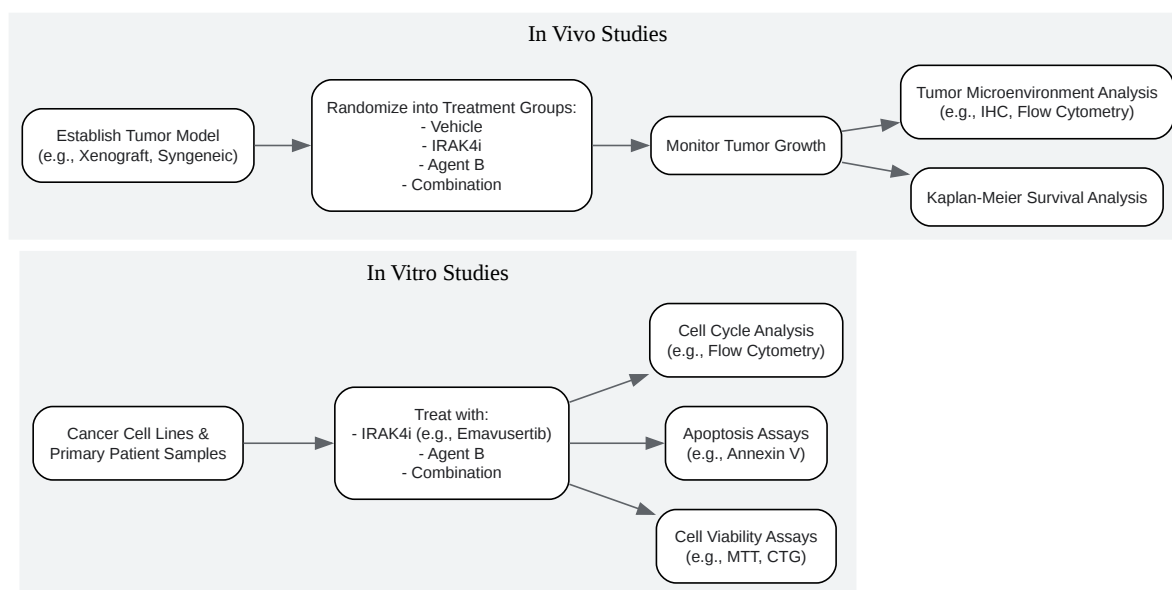 In Vivo Studies
Establish Tumor Model
(e.g., Xenograft, Syngeneic)
Randomize into Treatment Groups:
- Vehicle
- IRAK4i
- Agent B
- Combination
Monitor Tumor Growth
Tumor Microenvironment Analysis
(e.g., IHC, Flow Cytometry)
Kaplan-Meier Survival Analysis
In Vitro Studies
Cancer Cell Lines &
Primary Patient Samples
Treat with:
- IRAK4i (e.g., Emavusertib)
- Agent B
- Combination
Cell Cycle Analysis
(e.g., Flow Cytometry)
Apoptosis Assays
(e.g., Annexin V)
Cell Viability Assays
(e.g., MTT, CTG)